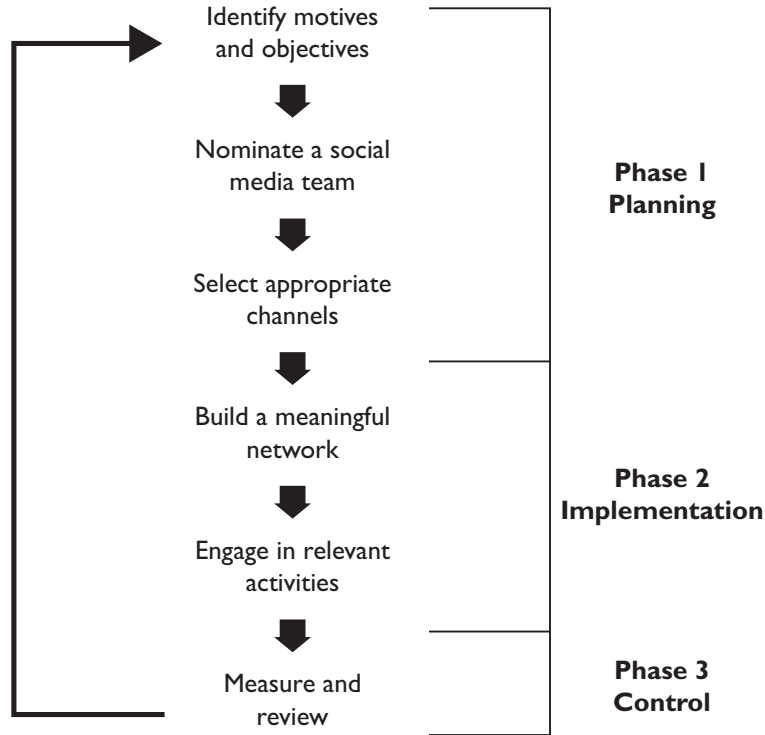 Identify motives
and objectives
Nominate a social
media team
Select appropriate
channels
Phase 1
Planning
Build a meaningful
network
Engage in relevant
activities
Phase 2
Implementation
Measure and
review
Phase 3
Control